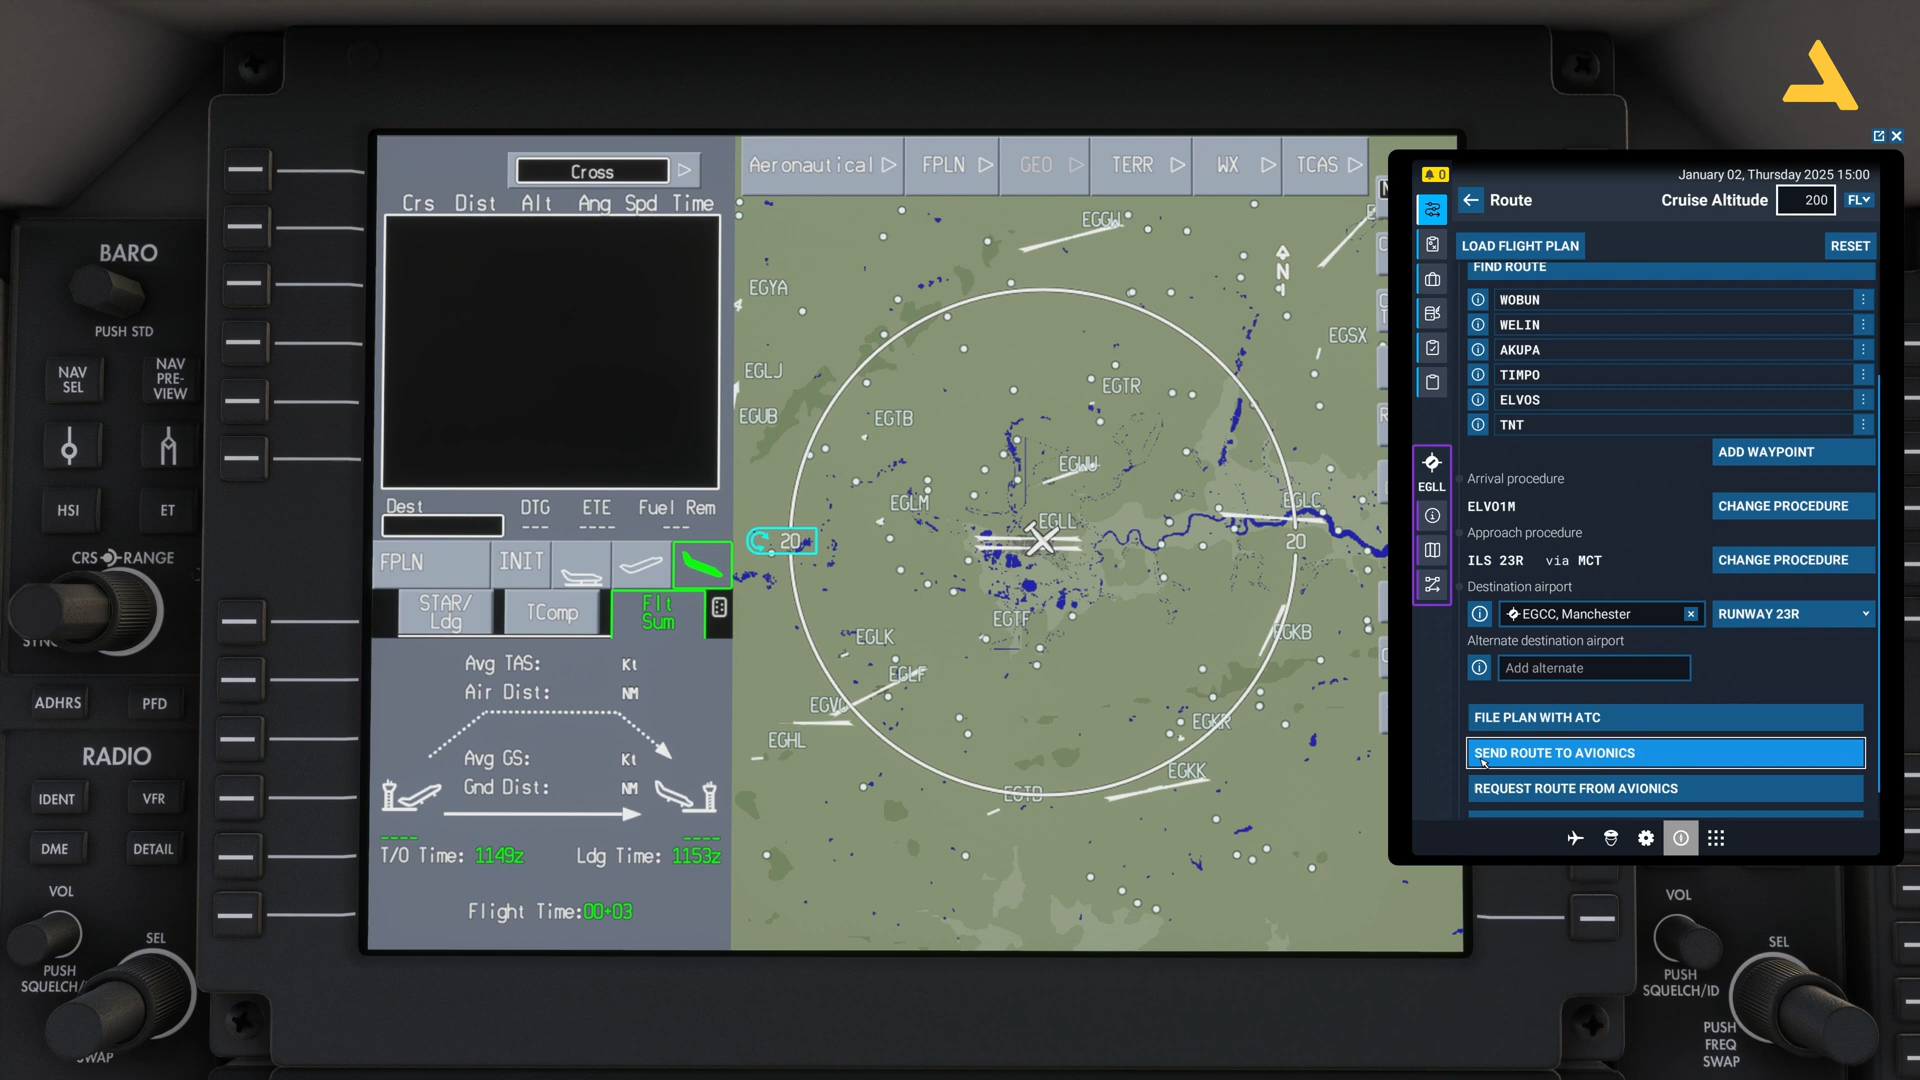 BARO
PUSH STD
NAV SEL
NAV PRE- VIEW
HSI
ET
CRS RANGE
ADHRS
PFD
RADIO
IDENT
VFR
DME
DETAIL
VOL
SEL
PUSH
Cross
Crs Dist Alt Ang Spd Time
Dest DTG ETE Fuel Rem
--- ---- ---
FPLN INIT
STAR/ Ldg
TComp
Flt Sum
Avg TAS: Kt
Air Dist: NM
Avg GS: Kt
Gnd Dist: NM
T/O Time: 1149z Ldg Time: 1153z
Flight Time:00+03
Aeronautical FPLN GEO TERR WX TCAS
EGGW
N
EGYA
EGSX
EGLJ
EGTR
EGUB
EGTB
EGWU
EGLM
EGLC
EGLL
20
20
EGTF
EGLK
EGKB
EGLF
EGKR
EGHL
EGKK
0
January 02, Thursday 2025 15:00
Route
Cruise Altitude 200 FL
LOAD FLIGHT PLAN
RESET
FIND ROUTE
WOBUN
WELIN
AKUPA
TIMPO
ELVOS
TNT
ADD WAYPOINT
EGLL
Arrival procedure
ELVO1M
CHANGE PROCEDURE
Approach procedure
ILS 23R via MCT
CHANGE PROCEDURE
Destination airport
EGCC, Manchester
RUNWAY 23R
Alternate destination airport
Add alternate
FILE PLAN WITH ATC
SEND ROUTE TO AVIONICS
REQUEST ROUTE FROM AVIONICS
VOL
SEL
PUSH
SQUELCH/ID
PUSH
FREQ
SWAP